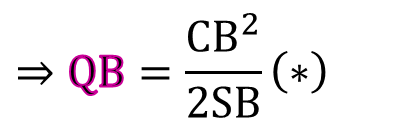 ⇒ QB = CB²/2SB (*)